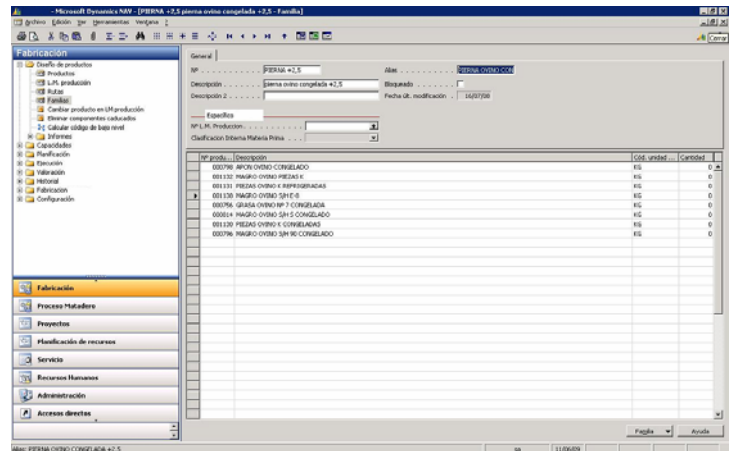 - Microsoft Dynamics NAV - [PIERNA +2,5 pierna ovino congelada +2,5 - Familia]
Archivo Edición Ver Herramientas Ventana ?
Cerrar
Fabricación
Diseño de productos
Productos
L.M. producción
Rutas
Familias
Cambiar producto en LM producción
Eliminar componentes caducados
Calcular código de bajo nivel
Informes
Capacidades
Planificación
Ejecución
Valoración
Historial
Fabricacion
Configuración
Fabricación
Proceso Matadero
Proyectos
Planificación de recursos
Servicio
Recursos Humanos
Administración
Accesos directos
General
Nº PIERNA +2,5
Alias PIERNA OVINO CON
Descripción pierna ovino congelada +2,5
Bloqueado
Descripción 2
Fecha últ. modificación 16/07/08
Específico
Nº L.M. Produccion
Clasificacion Interna Materia Prima
Nº produ... Descripción Cód. unidad ... Cantidad
000798 APON OVINO CONGELADO KG 0
001132 MAGRO OVINO PIEZAS K KG 0
001131 PIEZAS OVINO K REFRIGERADAS KG 0
001138 MAGRO OVINO S/H E-8 KG 0
000756 GRASA OVINO Nº 7 CONGELADA KG 0
000814 MAGRO OVINO S/H S CONGELADO KG 0
001130 PIEZAS OVINO K CONGELADAS KG 0
000796 MAGRO OVINO S/H 90 CONGELADO KG 0
Familia Ayuda
Alias: PIERNA OVINO CONGELADA +2,5 sa 11/06/09